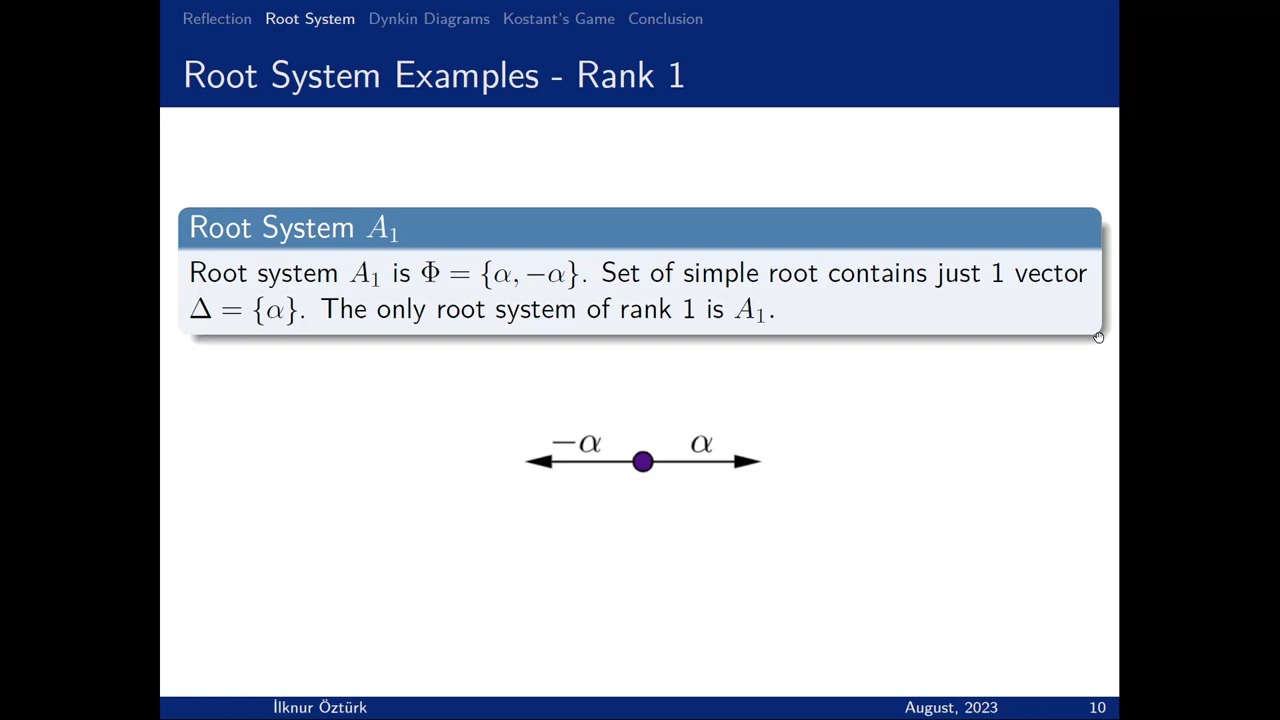 Reflection Root System Dynkin Diagrams Kostant's Game Conclusion
Root System Examples - Rank 1
Root System A₁
Root system A₁ is Φ = {α, −α}. Set of simple root contains just 1 vector
Δ = {α}. The only root system of rank 1 is A₁.
−α α
İlknur Öztürk August, 2023 10